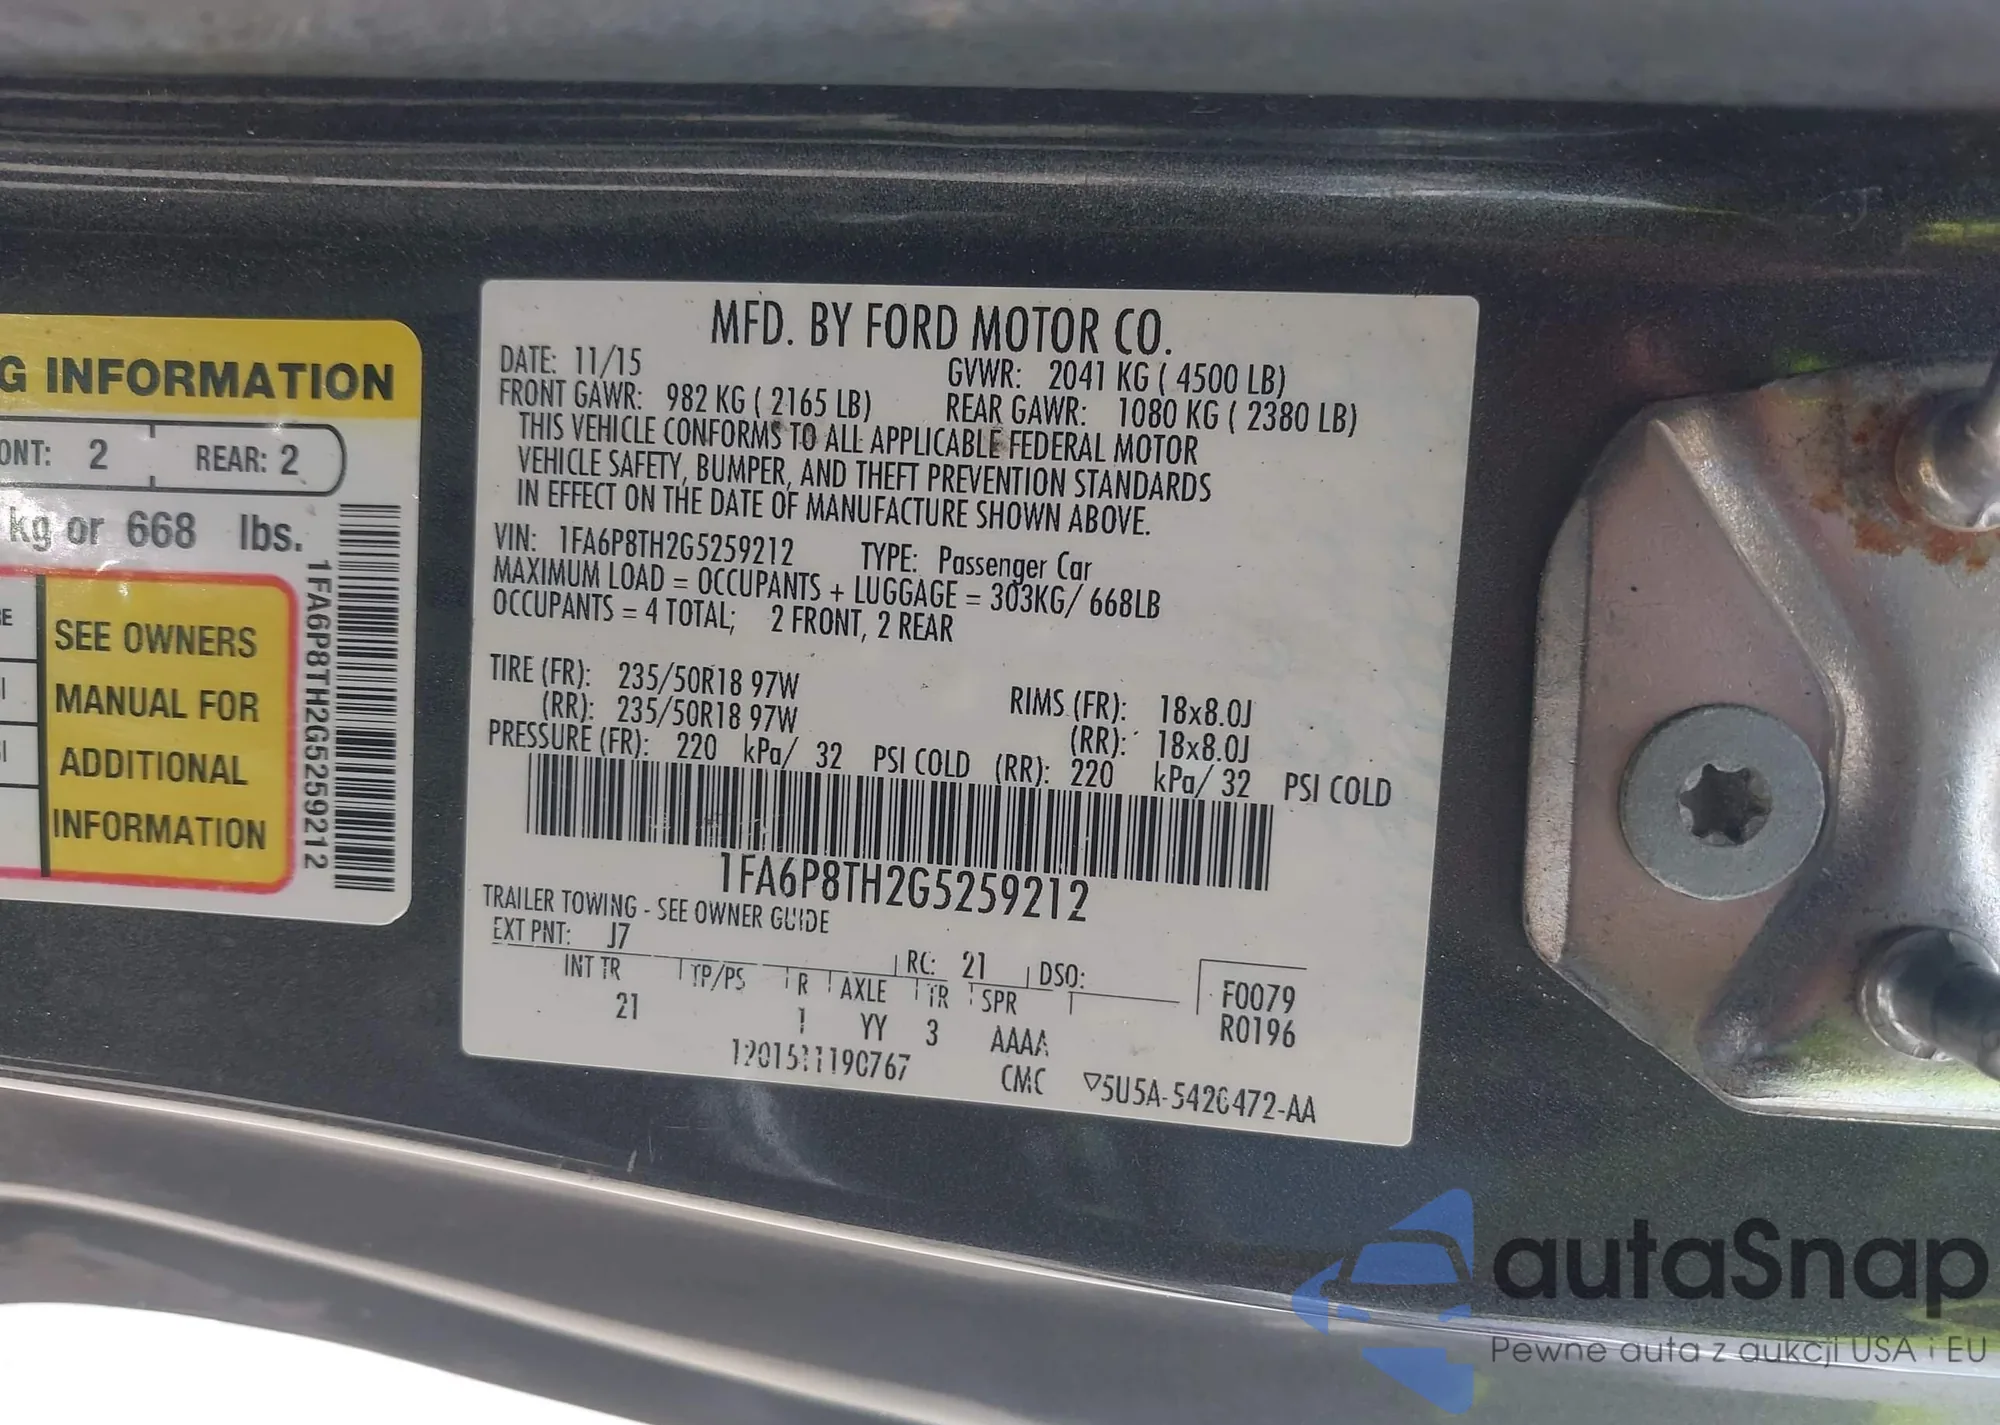 G INFORMATION
ONT: 2 REAR: 2
kg or 668 lbs.
SEE OWNERS
MANUAL FOR
ADDITIONAL
INFORMATION
1FA6P8TH2G5259212
MFD. BY FORD MOTOR CO.
DATE: 11/15 GVWR: 2041 KG ( 4500 LB)
FRONT GAWR: 982 KG ( 2165 LB) REAR GAWR: 1080 KG ( 2380 LB)
THIS VEHICLE CONFORMS TO ALL APPLICABLE FEDERAL MOTOR
VEHICLE SAFETY, BUMPER, AND THEFT PREVENTION STANDARDS
IN EFFECT ON THE DATE OF MANUFACTURE SHOWN ABOVE.
VIN: 1FA6P8TH2G5259212 TYPE: Passenger Car
MAXIMUM LOAD = OCCUPANTS + LUGGAGE = 303KG/ 668LB
OCCUPANTS = 4 TOTAL; 2 FRONT, 2 REAR
TIRE (FR): 235/50R18 97W RIMS (FR): 18x8.0J
(RR): 235/50R18 97W (RR): 18x8.0J
PRESSURE (FR): 220 kPa/ 32 PSI COLD (RR): 220 kPa/ 32 PSI COLD
1FA6P8TH2G5259212
TRAILER TOWING - SEE OWNER GUIDE
EXT PNT: J7 RC: 21 DSO:
INT TR TP/PS R AXLE TR SPR F0079
21 1 YY 3 AAAA R0196
1201511190767 CMC ▽5U5A-5420472-AA
autaSnap
Pewne auta z aukcji USA i EU